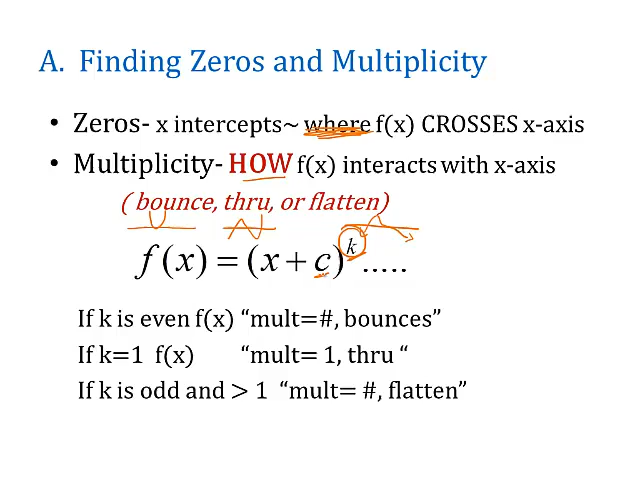 A. Finding Zeros and Multiplicity
• Zeros- x intercepts~ where f(x) CROSSES x-axis
• Multiplicity- HOW f(x) interacts with x-axis
( bounce, thru, or flatten)
f(x) = (x + c)^k .....
If k is even f(x) “mult=#, bounces”
If k=1 f(x) “mult= 1, thru “
If k is odd and > 1 “mult= #, flatten”